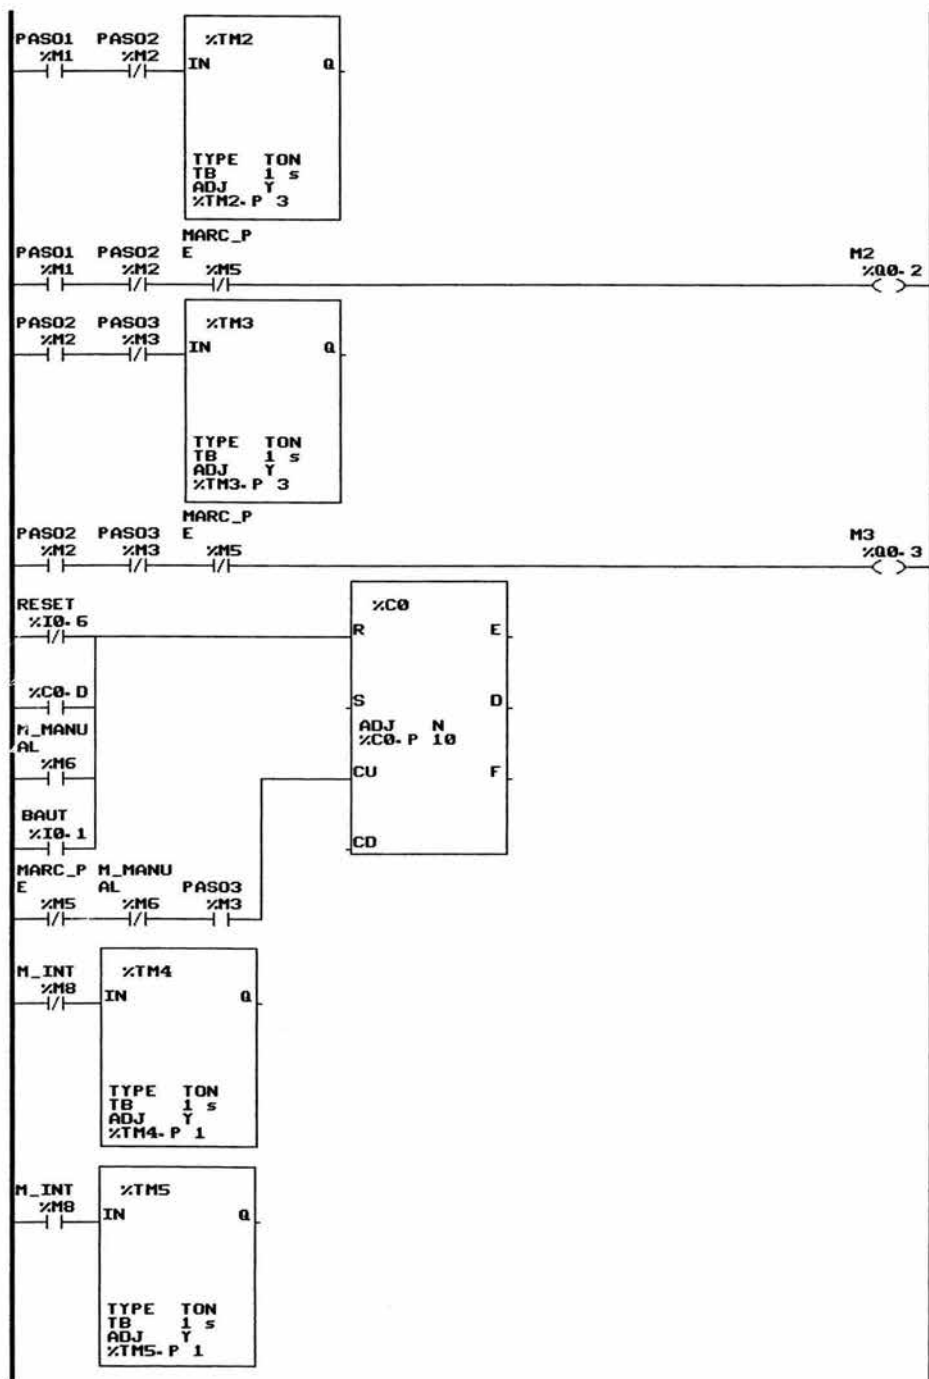 PASO1 PASO2 %TM2
%M1 %M2
IN Q
TYPE TON
TB 1 s
ADJ Y
%TM2.P 3
MARC_P
PASO1 PASO2 E M2
%M1 %M2 %M5 %Q0.2
PASO2 PASO3 %TM3
%M2 %M3
IN Q
TYPE TON
TB 1 s
ADJ Y
%TM3.P 3
MARC_P
PASO2 PASO3 E M3
%M2 %M3 %M5 %Q0.3
RESET %C0
%I0.6
R E
%C0.D
S D
ADJ N
%C0.P 10
M_MANU
AL
%M6
CU F
BAUT
%I0.1
CD
MARC_P M_MANU
E AL PASO3
%M5 %M6 %M3
M_INT %TM4
%M8
IN Q
TYPE TON
TB 1 s
ADJ Y
%TM4.P 1
M_INT %TM5
%M8
IN Q
TYPE TON
TB 1 s
ADJ Y
%TM5.P 1